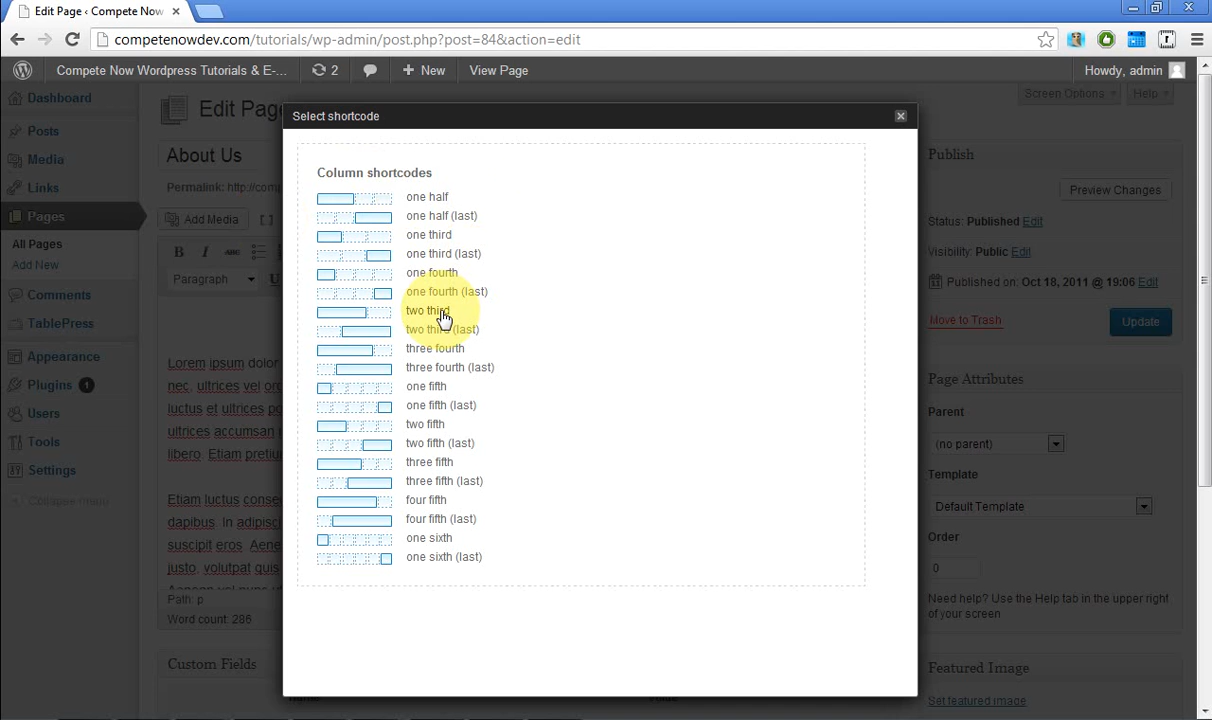 Edit Page ‹ Compete Now
competenowdev.com/tutorials/wp-admin/post.php?post=84&action=edit
Compete Now Wordpress Tutorials & E-...
2
New
View Page
Howdy, admin
Dashboard
Posts
Media
Links
Pages
All Pages
Add New
Comments
TablePress
Appearance
Plugins 1
Users
Tools
Settings
Collapse menu
Edit Pag
Screen Options
Help
About Us
Permalink: http://comp
Add Media
B I ABC
Paragraph U
Lorem ipsum dolor
nec, ultrices vel orc
luctus et ultrices po
ultrices accumsan i
libero. Etiam pretiu
Etiam luctus conse
dapibus. In adipisci
suscipit eros. Aene
justo, volutpat quis
Path: p
Word count: 286
Custom Fields
Select shortcode
Column shortcodes
one half
one half (last)
one third
one third (last)
one fourth
one fourth (last)
two third
two third (last)
three fourth
three fourth (last)
one fifth
one fifth (last)
two fifth
two fifth (last)
three fifth
three fifth (last)
four fifth
four fifth (last)
one sixth
one sixth (last)
Publish
Preview Changes
Status: Published Edit
Visibility: Public Edit
Published on: Oct 18, 2011 @ 19:06 Edit
Move to Trash
Update
Page Attributes
Parent
(no parent)
Template
Default Template
Order
0
Need help? Use the Help tab in the upper right
of your screen
Featured Image
Set featured image